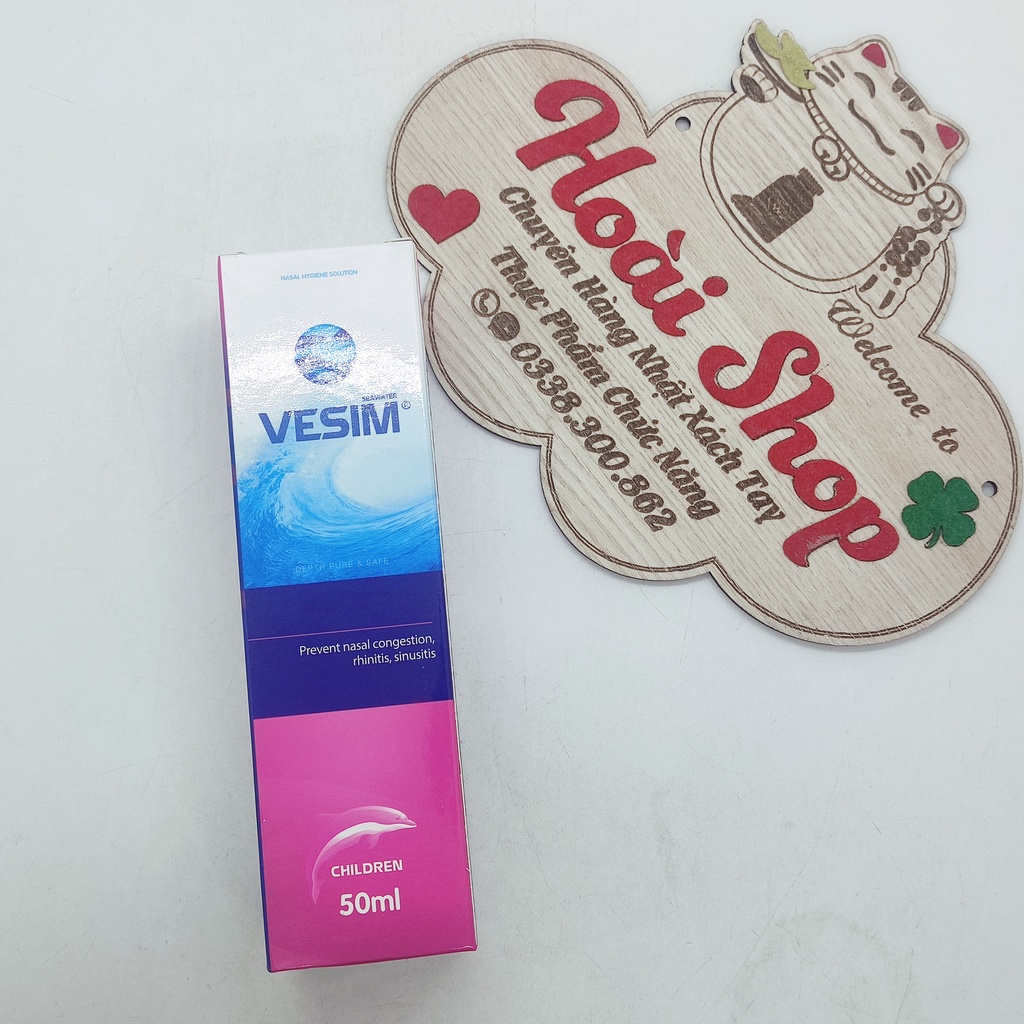 NASAL HYGIENE SOLUTION
SEAWATER
VESIM®
DEPTH PURE & SAFE
Prevent nasal congestion,
rhinitis, sinusitis
CHILDREN
50ml
Welcome to
Hoài Shop
Chuyên Hàng Nhật Xách Tay
Thực Phẩm Chức Năng
0338.300.862